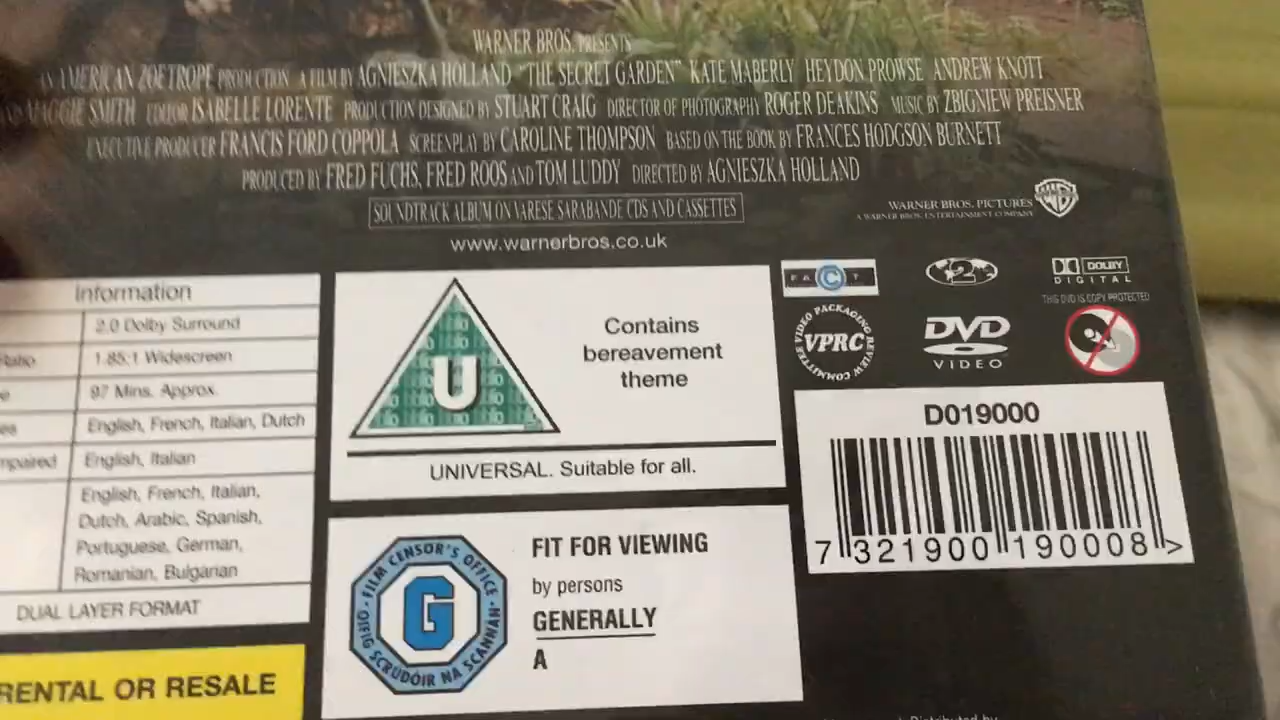 WARNER BROS. PRESENTS
AN AMERICAN ZOETROPE PRODUCTION A FILM BY AGNIESZKA HOLLAND "THE SECRET GARDEN" KATE MABERLY HEYDON PROWSE ANDREW KNOTT
MAGGIE SMITH EDITOR ISABELLE LORENTE PRODUCTION DESIGNED BY STUART CRAIG DIRECTOR OF PHOTOGRAPHY ROGER DEAKINS MUSIC BY ZBIGNIEW PREISNER
EXECUTIVE PRODUCER FRANCIS FORD COPPOLA SCREENPLAY BY CAROLINE THOMPSON BASED ON THE BOOK BY FRANCES HODGSON BURNETT
PRODUCED BY FRED FUCHS, FRED ROOS AND TOM LUDDY DIRECTED BY AGNIESZKA HOLLAND
SOUNDTRACK ALBUM ON VARESE SARABANDE CDS AND CASSETTES
WARNER BROS. PICTURES
A WARNER BROS. ENTERTAINMENT COMPANY
WB
www.warnerbros.co.uk
Information
2.0 Dolby Surround
Ratio 1.85:1 Widescreen
97 Mins. Approx.
English, French, Italian, Dutch
English, Italian
English, French, Italian,
Dutch, Arabic, Spanish,
Portuguese, German,
Romanian, Bulgarian
DUAL LAYER FORMAT
RENTAL OR RESALE
U
Contains
bereavement
theme
UNIVERSAL. Suitable for all.
FILM CENSOR'S OFFICE
OIFIG SCRÚDÓIR NA SCANNÁN
G
FIT FOR VIEWING
by persons
GENERALLY
A
FACT
2
DOLBY
DIGITAL
THIS DVD IS COPY PROTECTED
VIDEO PACKAGING REVIEW COMMITTEE
VPRC
DVD
VIDEO
D019000
7 321900 190008 >